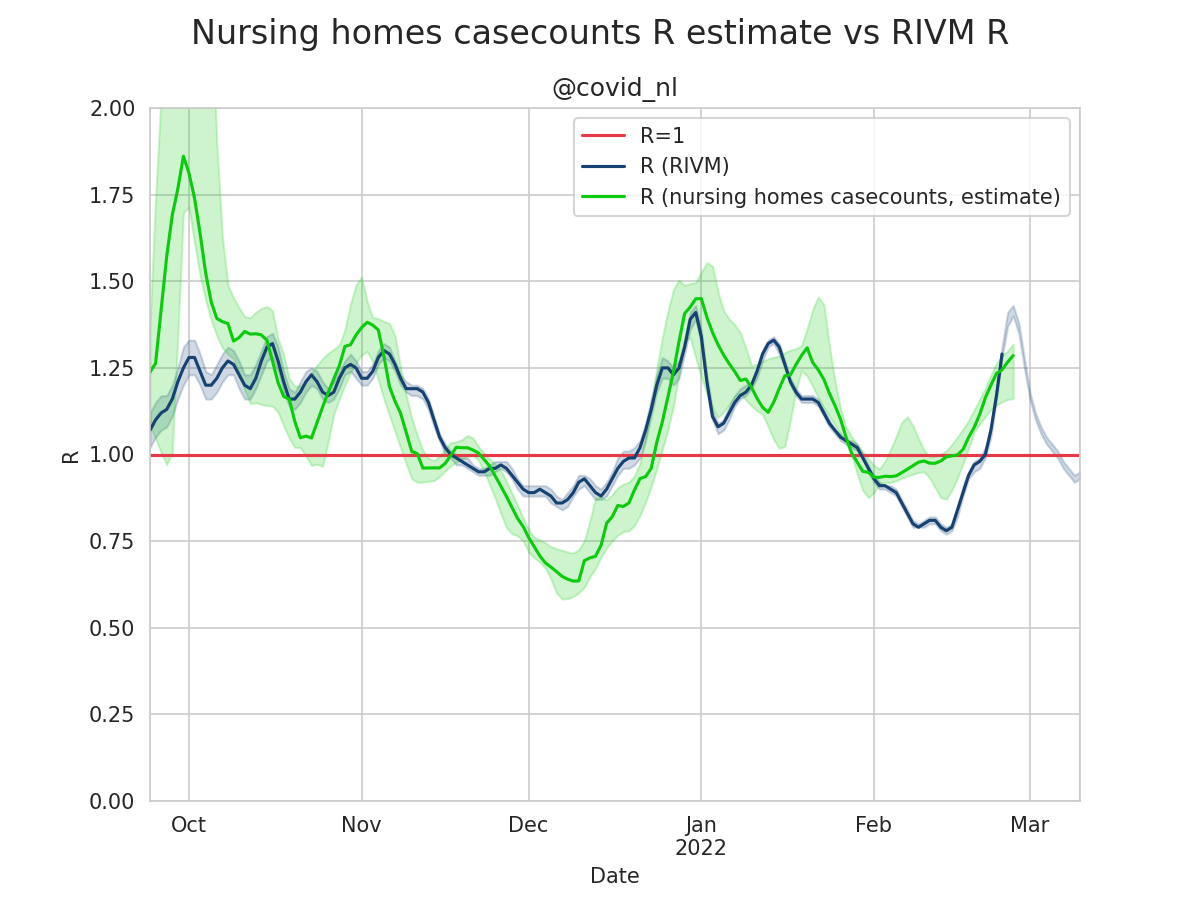 Nursing homes casecounts R estimate vs RIVM R
@covid_nl
R=1
R (RIVM)
R (nursing homes casecounts, estimate)
2.00
1.75
1.50
1.25
1.00
0.75
0.50
0.25
0.00
R
Oct
Nov
Dec
Jan
2022
Feb
Mar
Date